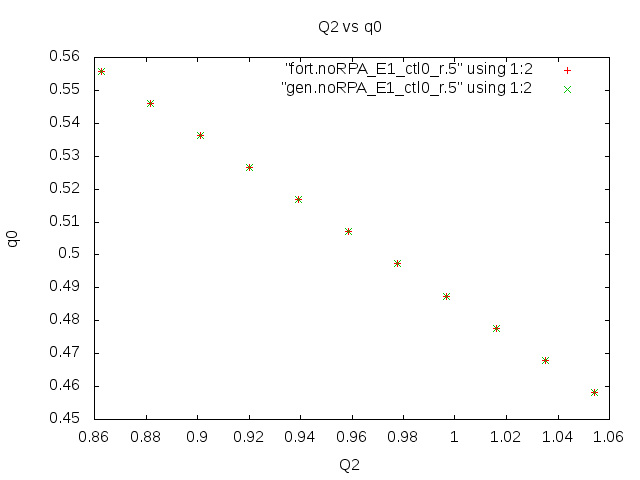 Q2 vs q0
"fort.noRPA_E1_ctl0_r.5" using 1:2
"gen.noRPA_E1_ctl0_r.5" using 1:2
0.56
0.55
0.54
0.53
0.52
0.51
0.5
0.49
0.48
0.47
0.46
0.45
q0
0.86 0.88 0.9 0.92 0.94 0.96 0.98 1 1.02 1.04 1.06
Q2